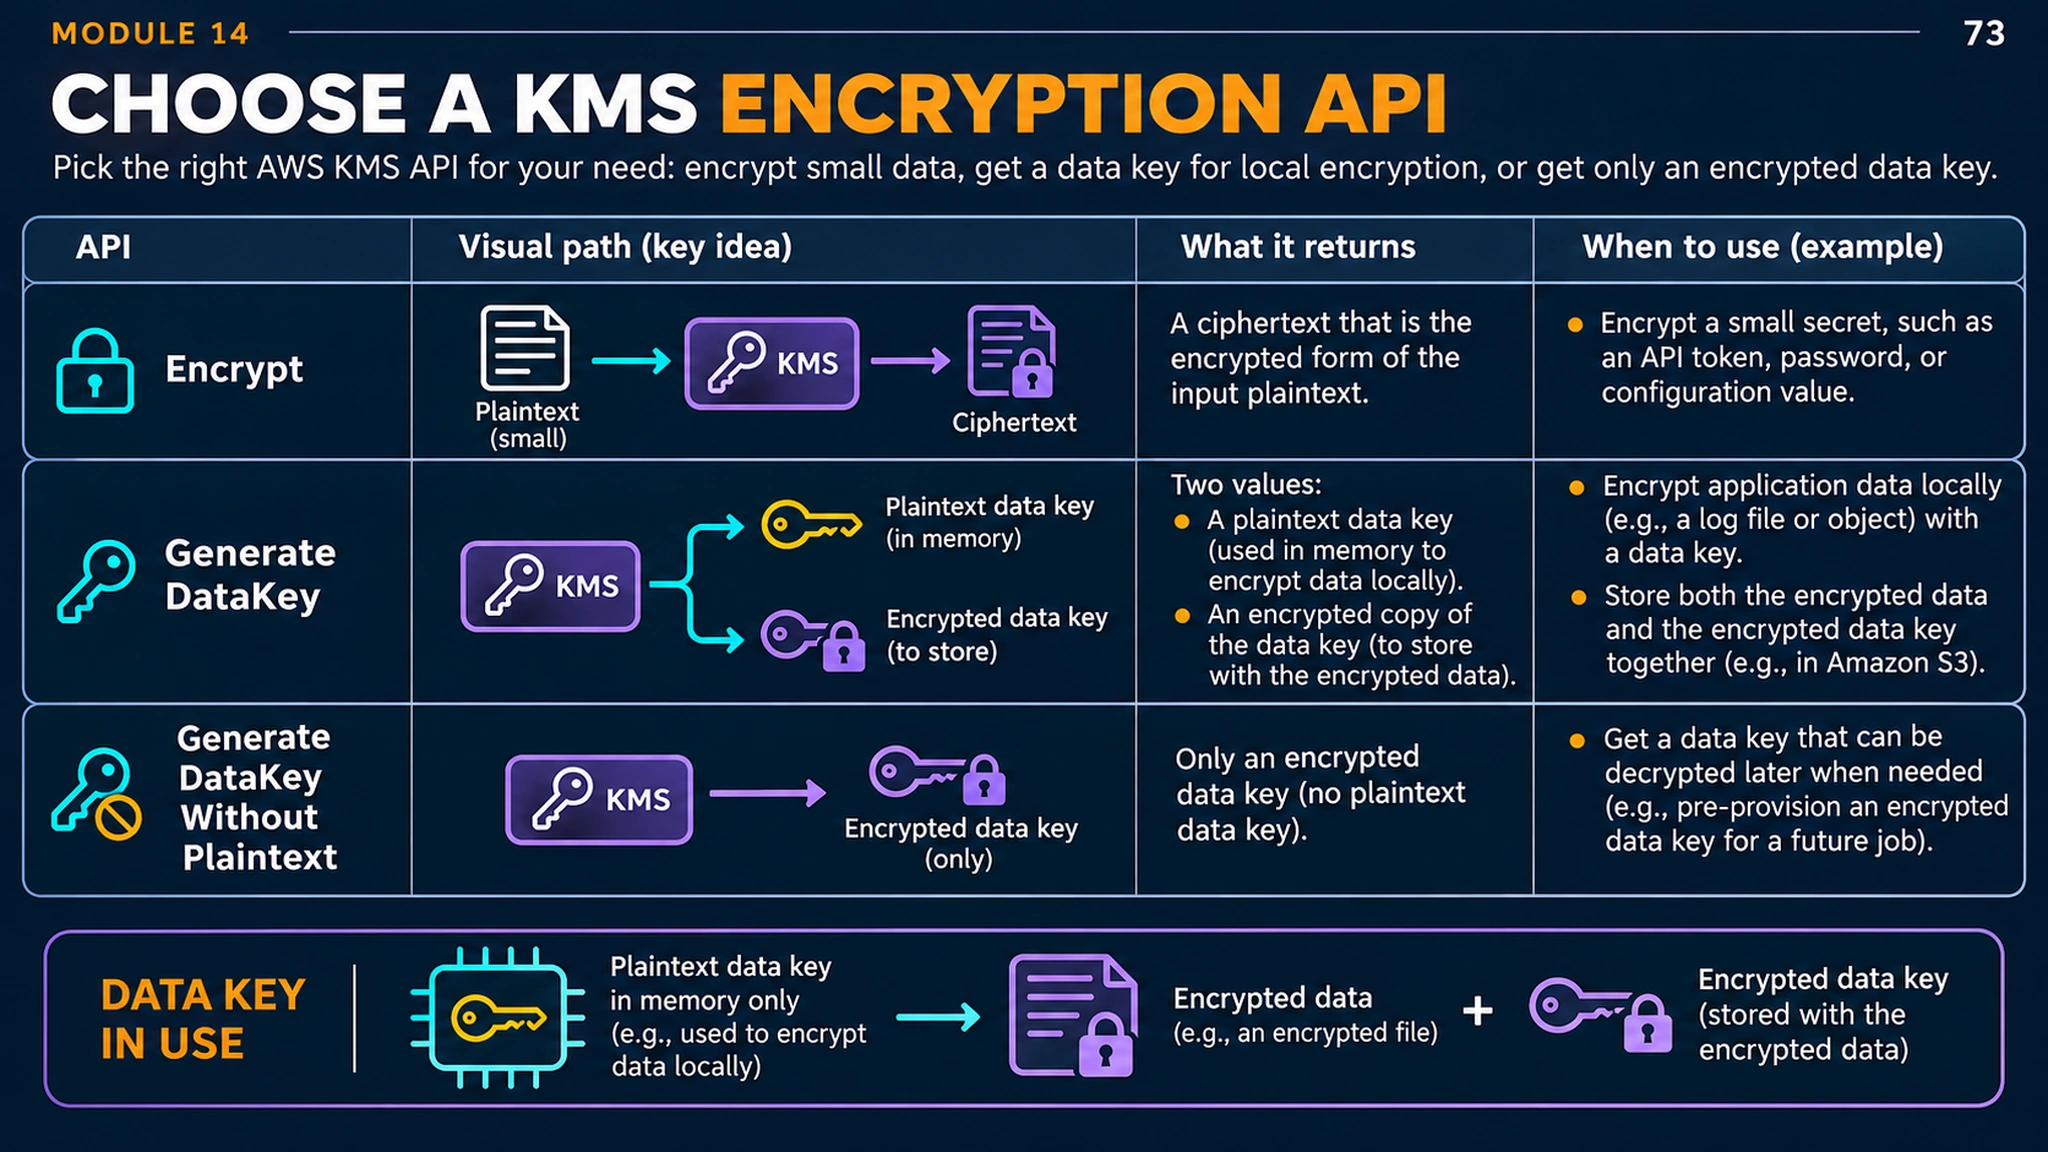 MODULE 14
73
CHOOSE A KMS ENCRYPTION API
Pick the right AWS KMS API for your need: encrypt small data, get a data key for local encryption, or get only an encrypted data key.
API
Visual path (key idea)
What it returns
When to use (example)
Encrypt
Plaintext
(small)
KMS
Ciphertext
A ciphertext that is the
encrypted form of the
input plaintext.
Encrypt a small secret, such as
an API token, password, or
configuration value.
Generate
DataKey
KMS
Plaintext data key
(in memory)
Encrypted data key
(to store)
Two values:
A plaintext data key
(used in memory to
encrypt data locally).
An encrypted copy of
the data key (to store
with the encrypted data).
Encrypt application data locally
(e.g., a log file or object) with
a data key.
Store both the encrypted data
and the encrypted data key
together (e.g., in Amazon S3).
Generate
DataKey
Without
Plaintext
KMS
Encrypted data key
(only)
Only an encrypted
data key (no plaintext
data key).
Get a data key that can be
decrypted later when needed
(e.g., pre-provision an encrypted
data key for a future job).
DATA KEY
IN USE
Plaintext data key
in memory only
(e.g., used to encrypt
data locally)
Encrypted data
(e.g., an encrypted file)
+
Encrypted data key
(stored with the
encrypted data)